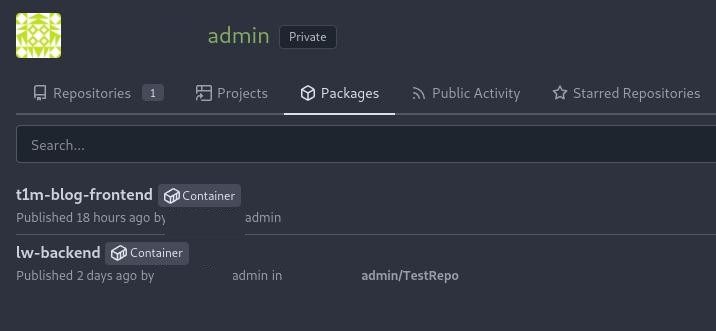 admin Private
Repositories 1 Projects Packages Public Activity Starred Repositories
Search...
t1m-blog-frontend Container
Published 18 hours ago by admin
lw-backend Container
Published 2 days ago by admin in admin/TestRepo